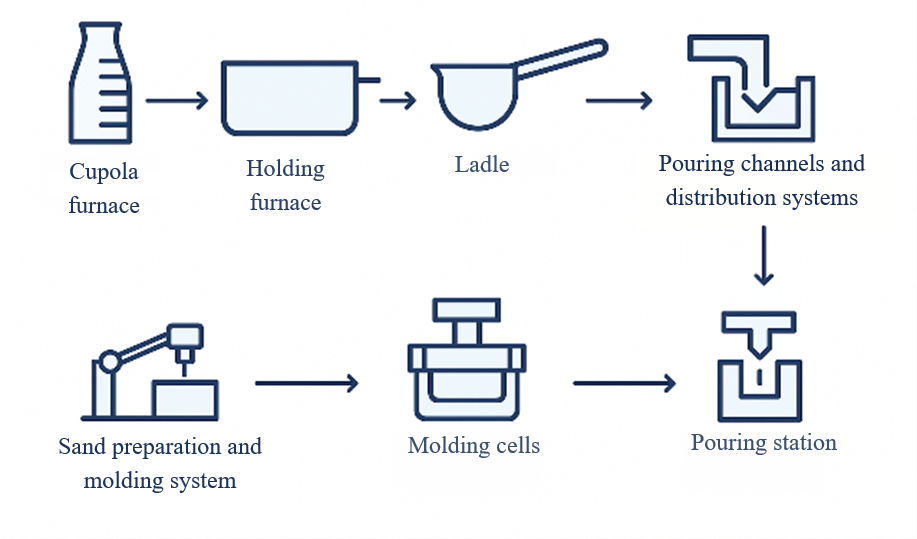 Cupola
furnace
Holding
furnace
Ladle
Pouring channels and
distribution systems
Sand preparation and
molding system
Molding cells
Pouring station